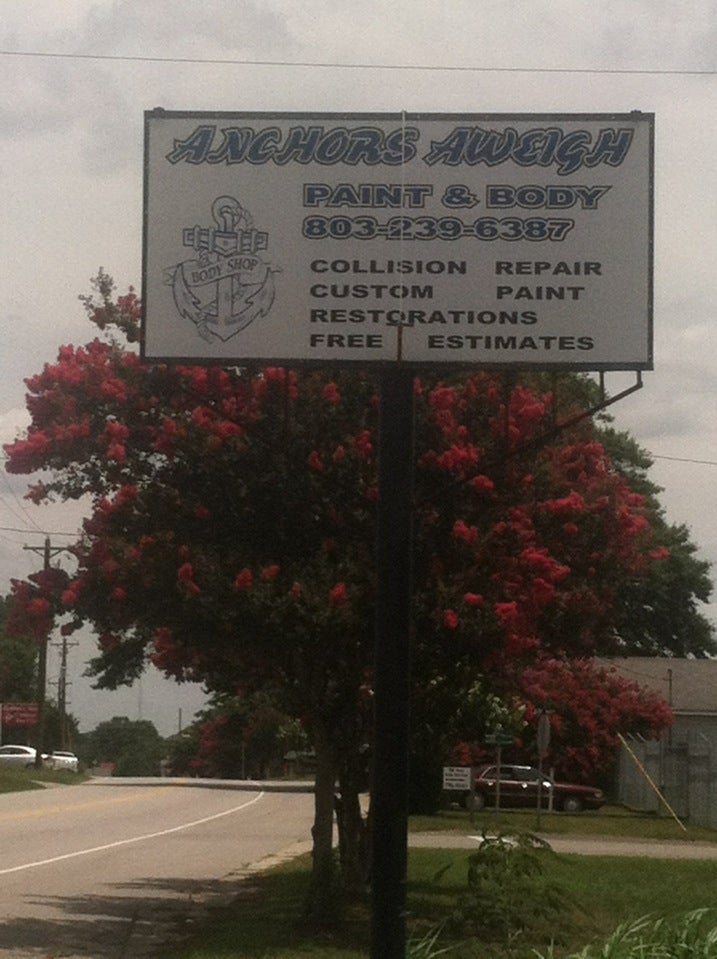 ANCHORS AWEIGH
PAINT & BODY
803-239-6387
BODY SHOP
COLLISION REPAIR
CUSTOM PAINT
RESTORATIONS
FREE ESTIMATES